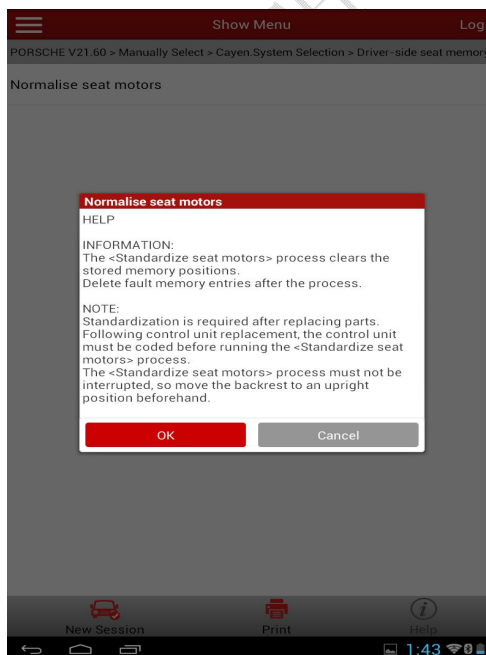 Show Menu
Log
PORSCHE V21.60 > Manually Select > Cayen.System Selection > Driver-side seat memory
Normalise seat motors
Normalise seat motors
HELP
INFORMATION:
The <Standardize seat motors> process clears the
stored memory positions.
Delete fault memory entries after the process.
NOTE:
Standardization is required after replacing parts.
Following control unit replacement, the control unit
must be coded before running the <Standardize seat
motors> process.
The <Standardize seat motors> process must not be
interrupted, so move the backrest to an upright
position beforehand.
OK
Cancel
New Session
Print
Help
1:43